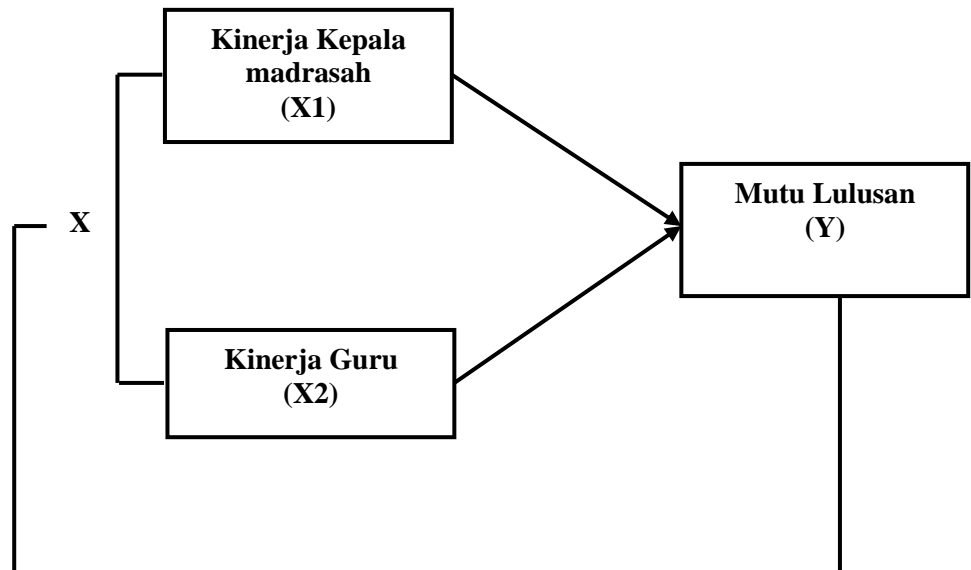 Kinerja Kepala
madrasah
(X1)
Mutu Lulusan
(Y)
X
Kinerja Guru
(X2)